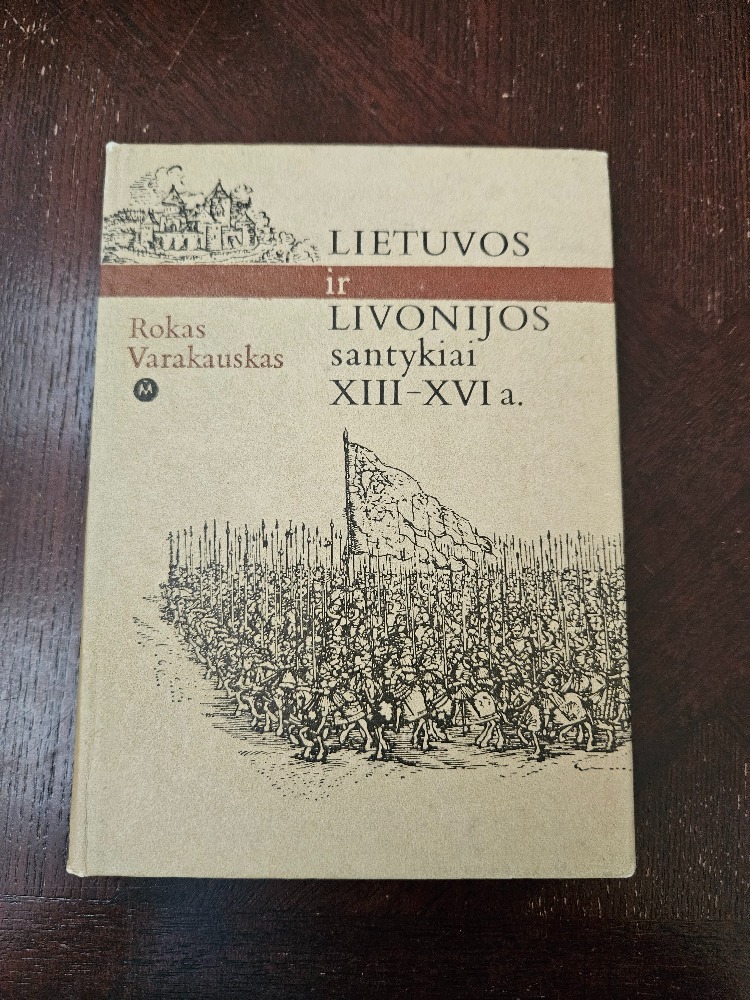 LIETUVOS
ir
LIVONIJOS
santykiai
XIII–XVI a.
Rokas
Varakauskas
M